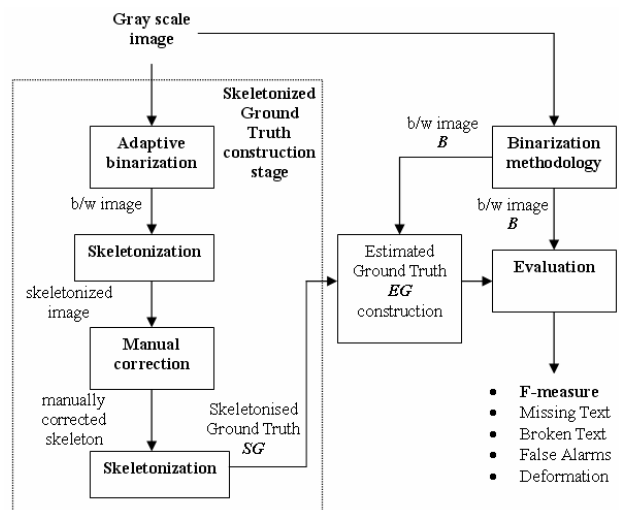 Gray scale
image
Skeletonized
Ground
Truth
construction
stage
Adaptive
binarization
b/w image
Skeletonization
skeletonized
image
Manual
correction
manually
corrected
skeleton
Skeletonization
Skeletonised
Ground Truth
SG
b/w image
B
Binarization
methodology
b/w image
B
Estimated
Ground Truth
EG
construction
Evaluation
• F-measure
• Missing Text
• Broken Text
• False Alarms
• Deformation